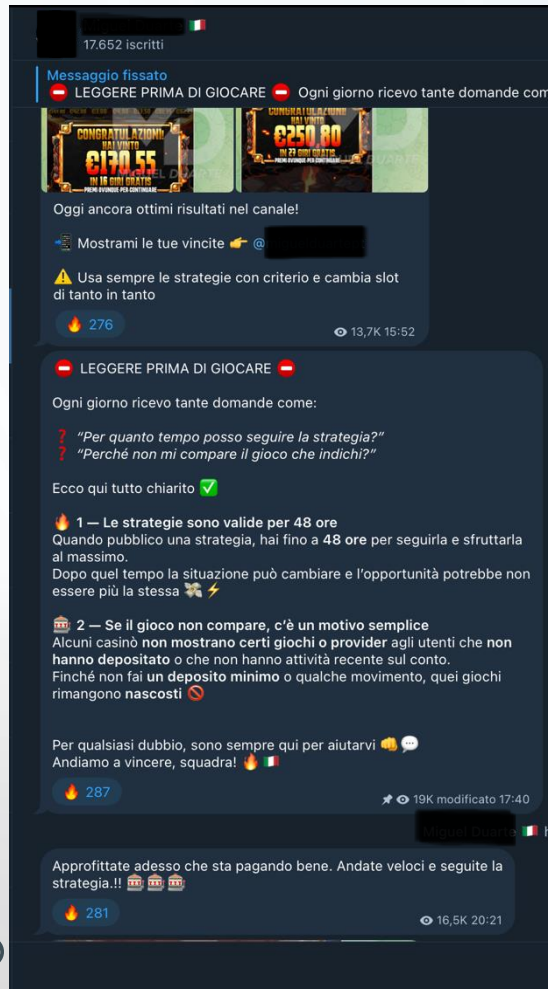 17.652 iscritti
Messaggio fissato
LEGGERE PRIMA DI GIOCARE Ogni giorno ricevo tante domande com
CONGRATULAZIONI!
HAI VINTO
€170.55
IN 16 GIRI GRATIS
PREMI OVUNQUE PER CONTINUARE
CONGRATULAZIONI!
HAI VINTO
€250.80
IN 27 GIRI GRATIS
PREMI OVUNQUE PER CONTINUARE
Oggi ancora ottimi risultati nel canale!
Mostrami le tue vincite 👉 @
⚠️ Usa sempre le strategie con criterio e cambia slot
di tanto in tanto
🔥 276
13,7K 15:52
⛔ LEGGERE PRIMA DI GIOCARE ⛔
Ogni giorno ricevo tante domande come:
❓ “Per quanto tempo posso seguire la strategia?”
❓ “Perché non mi compare il gioco che indichi?”
Ecco qui tutto chiarito ✅
🔥 1 — Le strategie sono valide per 48 ore
Quando pubblico una strategia, hai fino a 48 ore per seguirla e sfruttarla
al massimo.
Dopo quel tempo la situazione può cambiare e l’opportunità potrebbe non
essere più la stessa 💸⚡
🎰 2 — Se il gioco non compare, c’è un motivo semplice
Alcuni casinò non mostrano certi giochi o provider agli utenti che non
hanno depositato o che non hanno attività recente sul conto.
Finché non fai un deposito minimo o qualche movimento, quei giochi
rimangono nascosti 🚫
Per qualsiasi dubbio, sono sempre qui per aiutarvi 👊💬
Andiamo a vincere, squadra! 🔥🇮🇹
🔥 287
19K modificato 17:40
Miguel Duarte 🇮🇹 h
Approfittate adesso che sta pagando bene. Andate veloci e seguite la
strategia.!! 🎰🎰🎰
🔥 281
16,5K 20:21